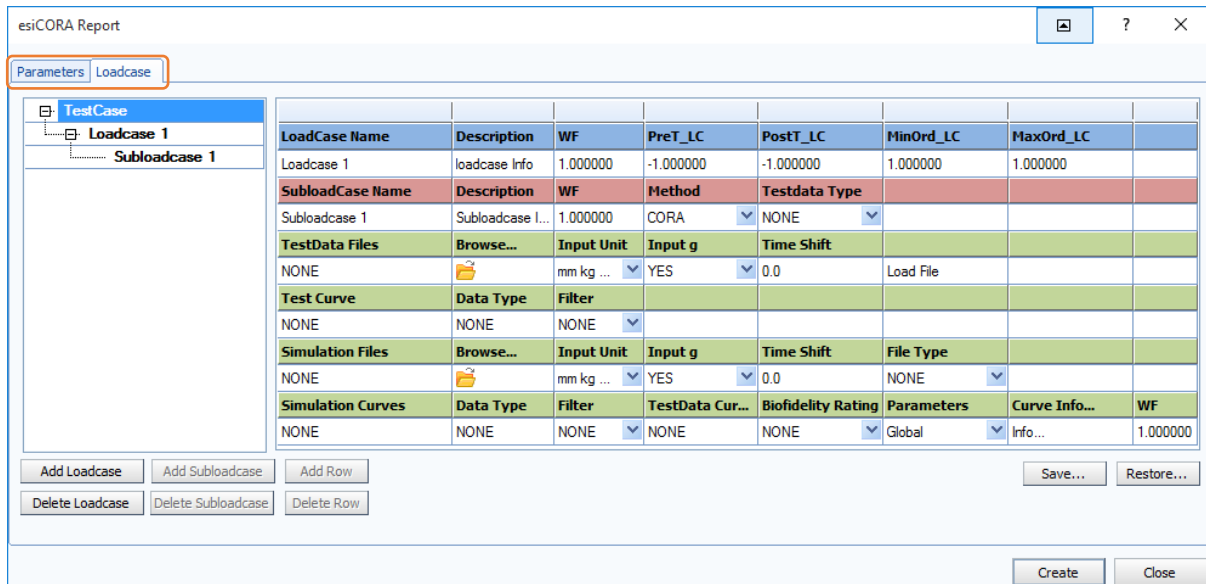 esiCORA Report ?
Parameters Loadcase
TestCase
Loadcase 1
Subloadcase 1
LoadCase Name Description WF PreT_LC PostT_LC MinOrd_LC MaxOrd_LC
Loadcase 1 loadcase Info 1.000000 -1.000000 -1.000000 1.000000 1.000000
SubloadCase Name Description WF Method Testdata Type
Subloadcase 1 Subloadcase I... 1.000000 CORA NONE
TestData Files Browse... Input Unit Input g Time Shift
NONE mm kg ... YES 0.0 Load File
Test Curve Data Type Filter
NONE NONE NONE
Simulation Files Browse... Input Unit Input g Time Shift File Type
NONE mm kg ... YES 0.0 NONE
Simulation Curves Data Type Filter TestData Cur... Biofidelity Rating Parameters Curve Info... WF
NONE NONE NONE NONE NONE Global Info... 1.000000
Add Loadcase Add Subloadcase Add Row Save... Restore...
Delete Loadcase Delete Subloadcase Delete Row
Create Close